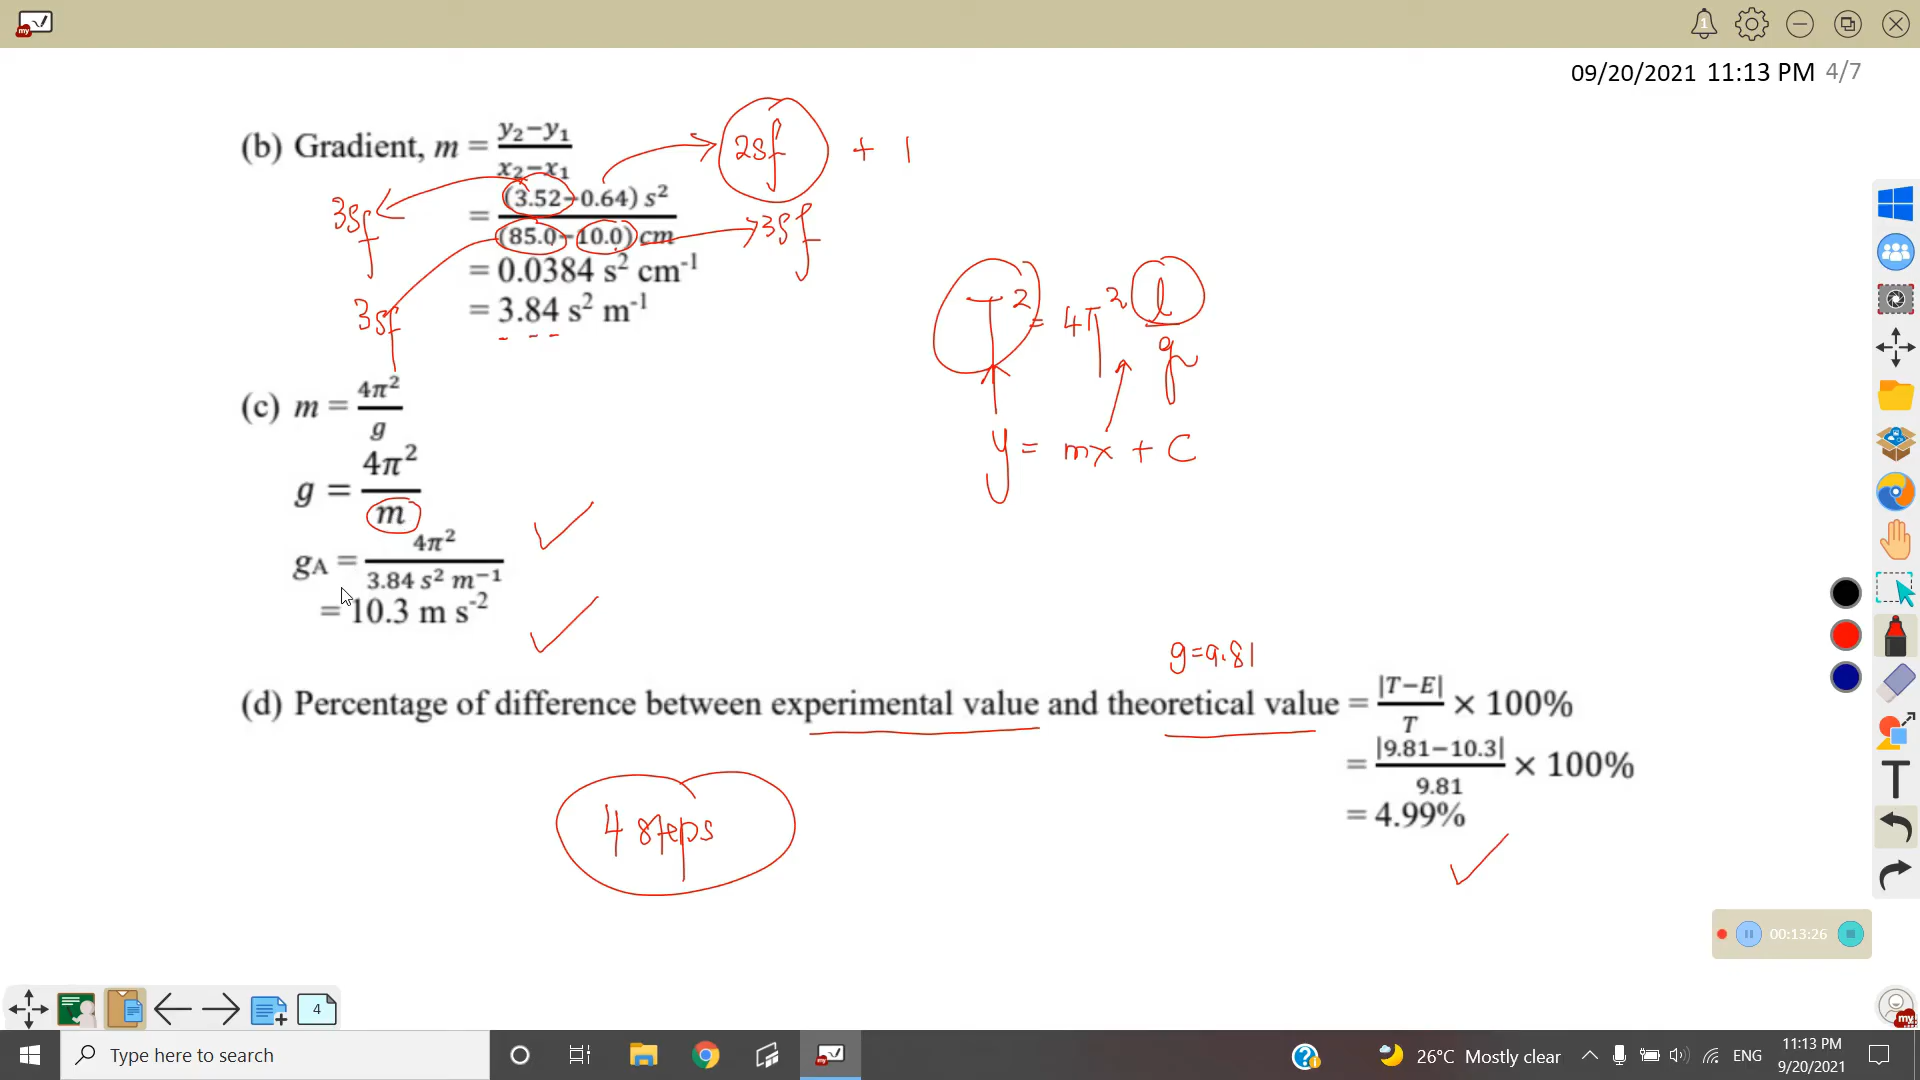 09/20/2021 11:13 PM 4/7
(b) Gradient, m = y₂−y₁ / x₂−x₁
2sf + 1
= (3.52−0.64) s² / (85.0−10.0) cm
3sf
3sf
= 0.0384 s² cm⁻¹
3sf
= 3.84 s² m⁻¹
T² = 4π² l / g
y = mx + C
(c) m = 4π² / g
g = 4π² / m
gA = 4π² / 3.84 s² m⁻¹
= 10.3 m s⁻²
g=9.81
(d) Percentage of difference between experimental value and theoretical value = |T−E| / T × 100%
= |9.81−10.3| / 9.81 × 100%
= 4.99%
4 steps
00:13:26
4
Type here to search
26°C Mostly clear
ENG
11:13 PM
9/20/2021